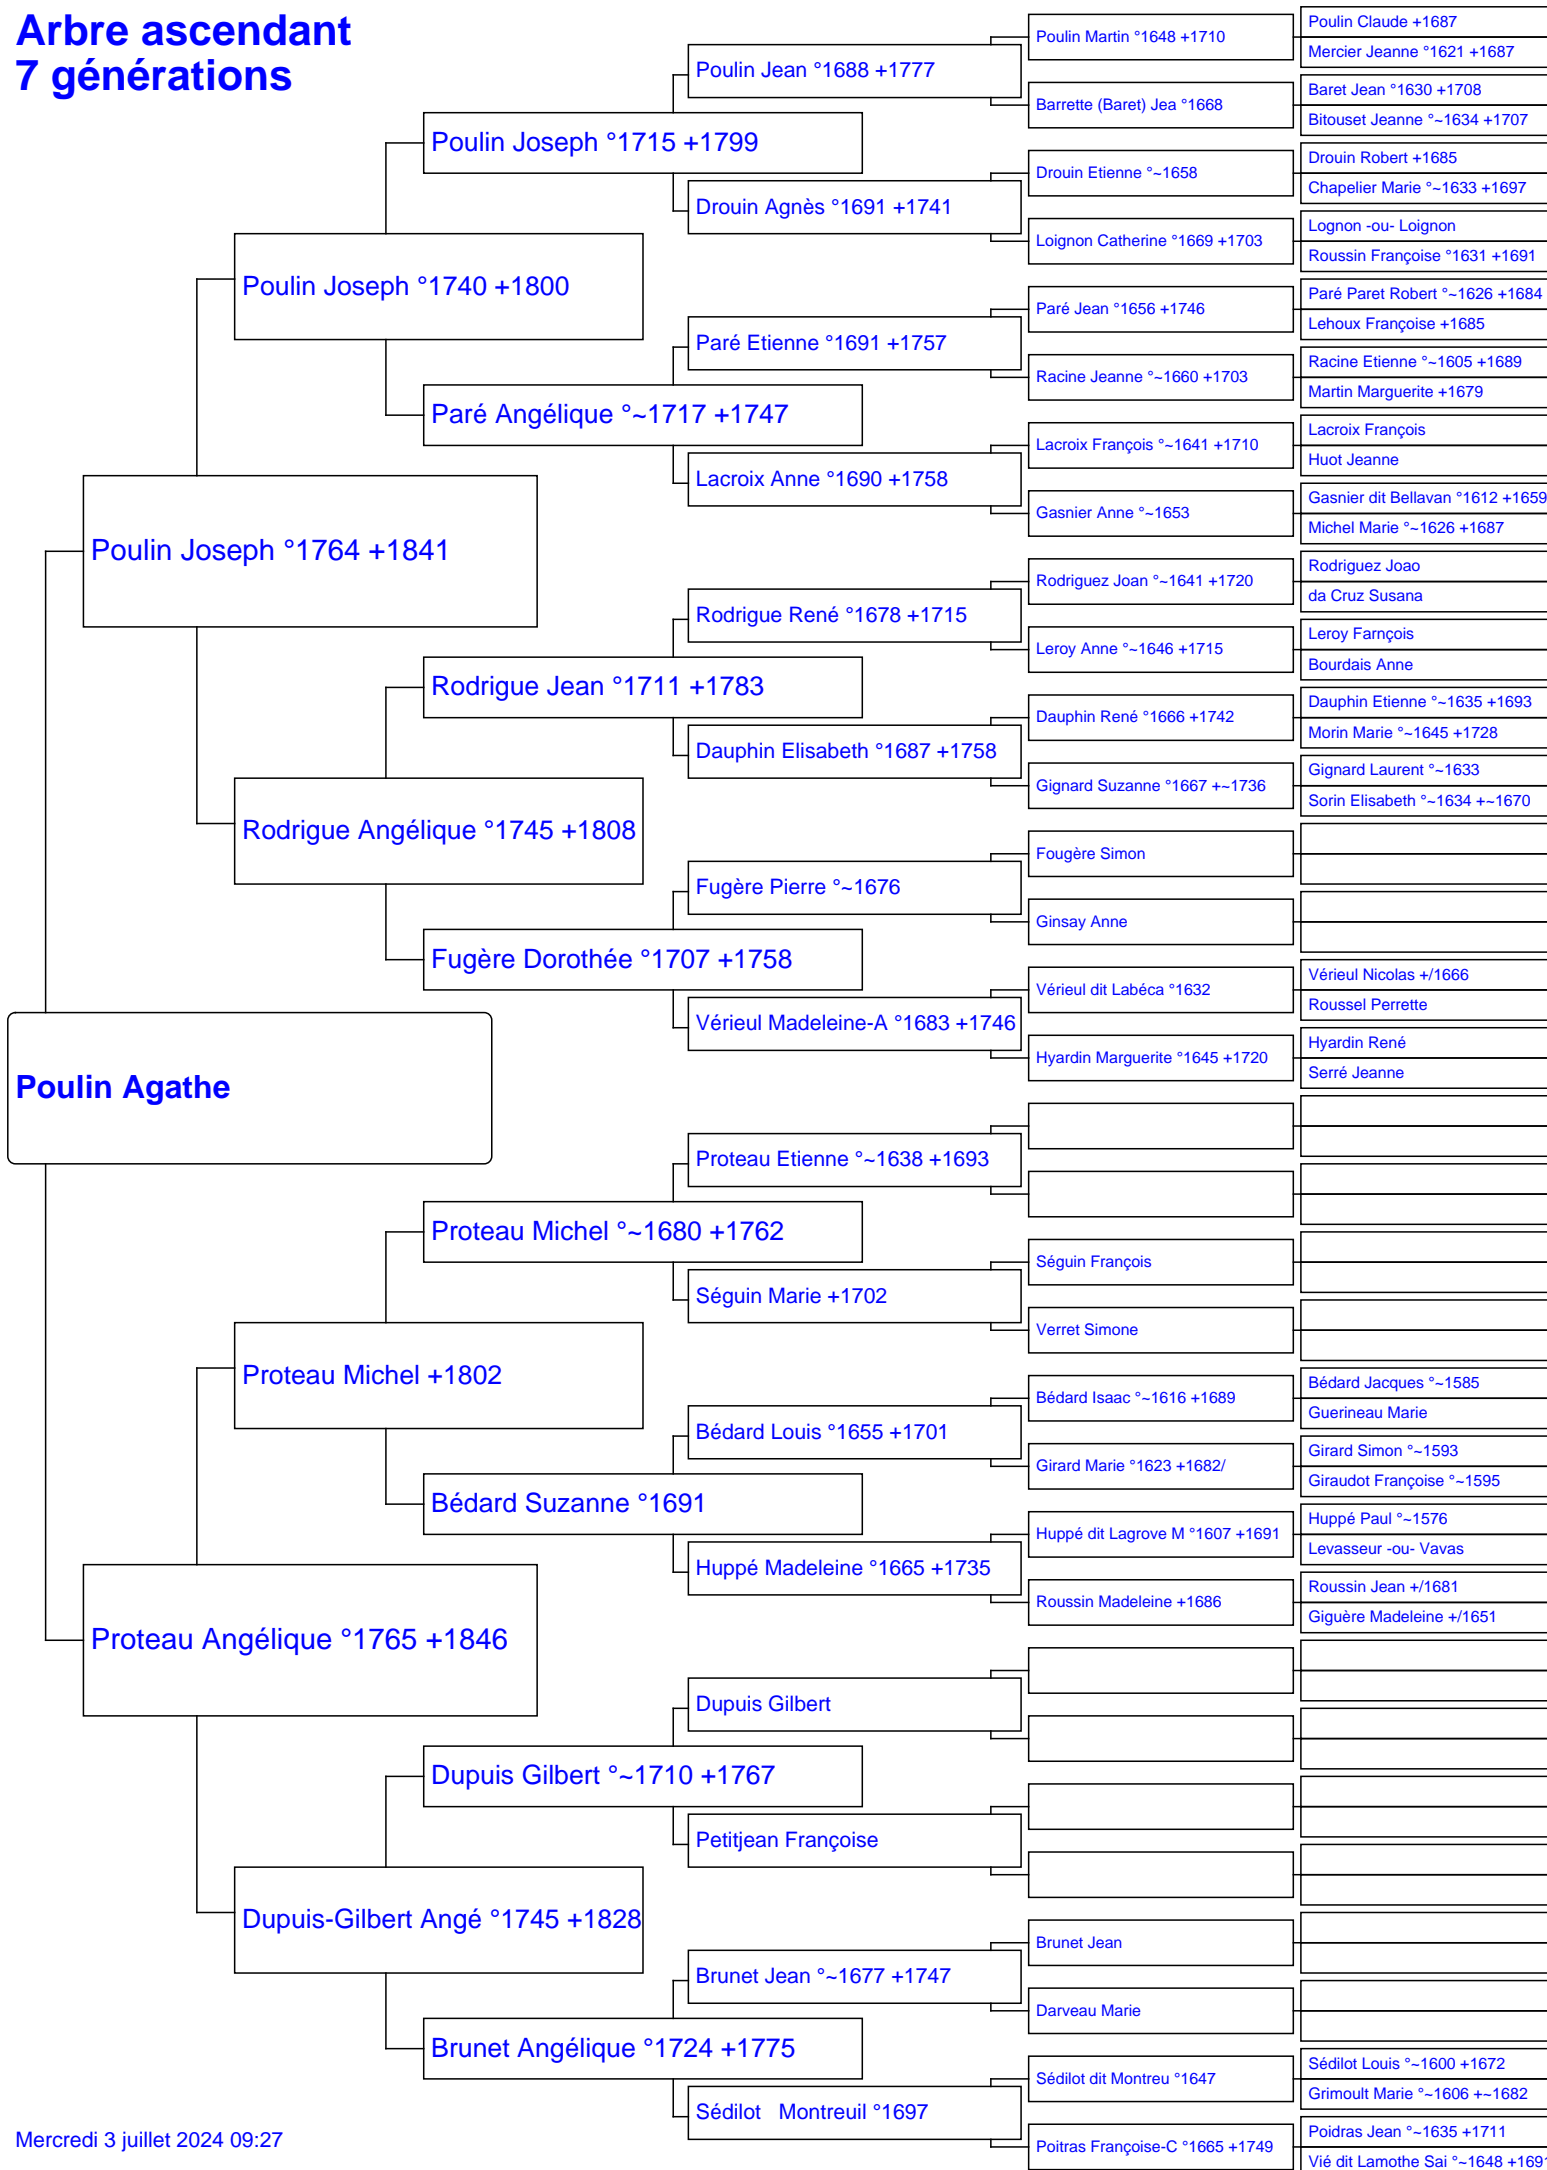 Arbre ascendant
7 générations
Poulin Agathe
Poulin Joseph °1764 +1841
Proteau Angélique °1765 +1846
Poulin Joseph °1740 +1800
Rodrigue Angélique °1745 +1808
Proteau Michel +1802
Dupuis-Gilbert Angé °1745 +1828
Poulin Joseph °1715 +1799
Paré Angélique °~1717 +1747
Rodrigue Jean °1711 +1783
Fugère Dorothée °1707 +1758
Proteau Michel °~1680 +1762
Bédard Suzanne °1691
Dupuis Gilbert °~1710 +1767
Brunet Angélique °1724 +1775
Poulin Jean °1688 +1777
Drouin Agnès °1691 +1741
Paré Etienne °1691 +1757
Lacroix Anne °1690 +1758
Rodrigue René °1678 +1715
Dauphin Elisabeth °1687 +1758
Fugère Pierre °~1676
Vérieul Madeleine-A °1683 +1746
Proteau Etienne °~1638 +1693
Séguin Marie +1702
Bédard Louis °1655 +1701
Huppé Madeleine °1665 +1735
Dupuis Gilbert
Petitjean Françoise
Brunet Jean °~1677 +1747
Sédilot Montreuil °1697
Poulin Martin °1648 +1710
Barrette (Baret) Jea °1668
Drouin Etienne °~1658
Loignon Catherine °1669 +1703
Paré Jean °1656 +1746
Racine Jeanne °~1660 +1703
Lacroix François °~1641 +1710
Gasnier Anne °~1653
Rodriguez Joan °~1641 +1720
Leroy Anne °~1646 +1715
Dauphin René °1666 +1742
Gignard Suzanne °1667 +~1736
Fougère Simon
Ginsay Anne
Vérieul dit Labéca °1632
Hyardin Marguerite °1645 +1720
Séguin François
Verret Simone
Bédard Isaac °~1616 +1689
Girard Marie °1623 +1682/
Huppé dit Lagrove M °1607 +1691
Roussin Madeleine +1686
Brunet Jean
Darveau Marie
Sédilot dit Montreu °1647
Poitras Françoise-C °1665 +1749
Poulin Claude +1687
Mercier Jeanne °1621 +1687
Baret Jean °1630 +1708
Bitouset Jeanne °~1634 +1707
Drouin Robert +1685
Chapelier Marie °~1633 +1697
Lognon -ou- Loignon
Roussin Françoise °1631 +1691
Paré Paret Robert °~1626 +1684
Lehoux Françoise +1685
Racine Etienne °~1605 +1689
Martin Marguerite +1679
Lacroix François
Huot Jeanne
Gasnier dit Bellavan °1612 +1659
Michel Marie °~1626 +1687
Rodriguez Joao
da Cruz Susana
Leroy Farnçois
Bourdais Anne
Dauphin Etienne °~1635 +1693
Morin Marie °~1645 +1728
Gignard Laurent °~1633
Sorin Elisabeth °~1634 +~1670
Vérieul Nicolas +/1666
Roussel Perrette
Hyardin René
Serré Jeanne
Bédard Jacques °~1585
Guerineau Marie
Girard Simon °~1593
Giraudot Françoise °~1595
Huppé Paul °~1576
Levasseur -ou- Vavas
Roussin Jean +/1681
Giguère Madeleine +/1651
Sédilot Louis °~1600 +1672
Grimoult Marie °~1606 +~1682
Poidras Jean °~1635 +1711
Vié dit Lamothe Sai °~1648 +1691
Mercredi 3 juillet 2024 09:27